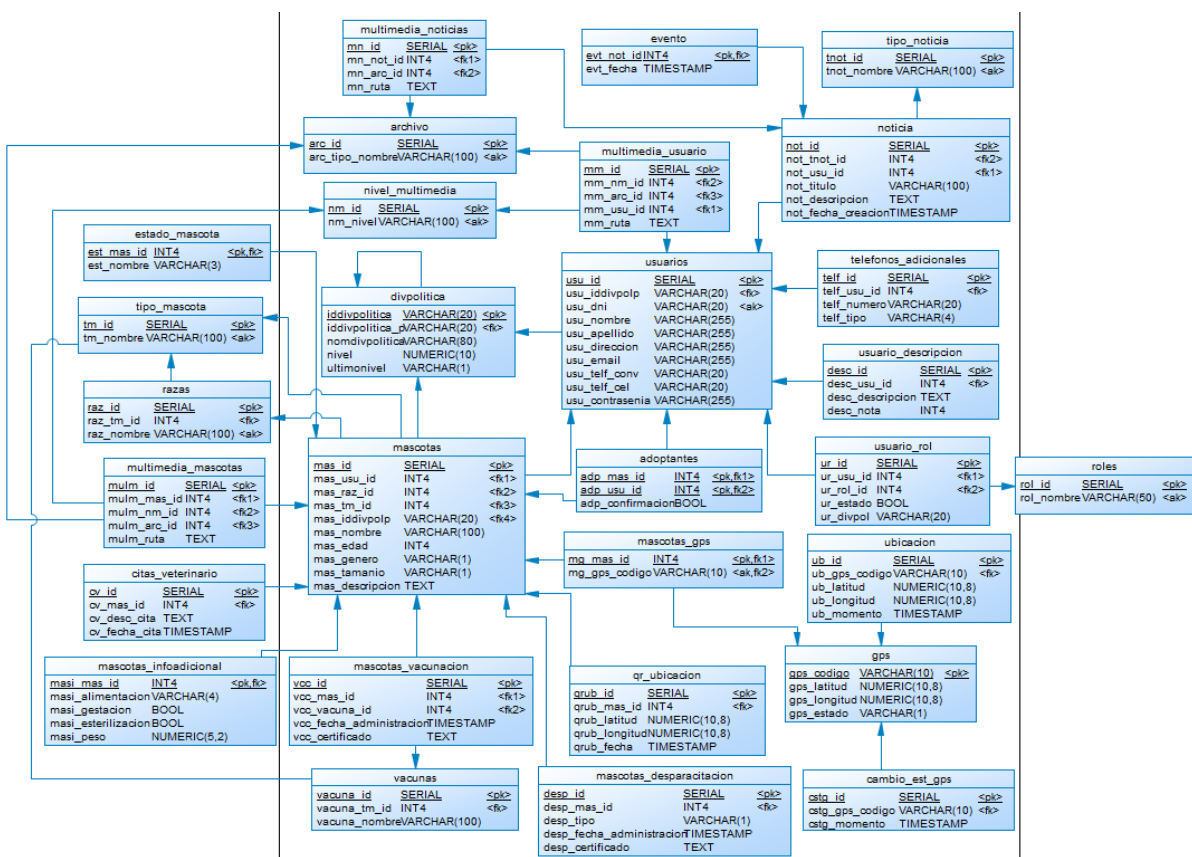 multimedia_noticias
mn_id SERIAL <pk>
mn_not_id INT4 <fk1>
mn_arc_id INT4 <fk2>
mn_ruta TEXT
evento
evt_not_id INT4 <pk,fk>
evt_fecha TIMESTAMP
tipo_noticia
tnot_id SERIAL <pk>
tnot_nombre VARCHAR(100) <ak>
archivo
arc_id SERIAL <pk>
arc_tipo_nombre VARCHAR(100) <ak>
noticia
not_id SERIAL <pk>
not_tnot_id INT4 <fk2>
not_usu_id INT4 <fk1>
not_titulo VARCHAR(100)
not_descripcion TEXT
not_fecha_creacion TIMESTAMP
multimedia_usuario
mm_id SERIAL <pk>
mm_nm_id INT4 <fk2>
mm_arc_id INT4 <fk3>
mm_usu_id INT4 <fk1>
mm_ruta TEXT
nivel_multimedia
nm_id SERIAL <pk>
nm_nivel VARCHAR(100) <ak>
estado_mascota
est_mas_id INT4 <pk,fk>
est_nombre VARCHAR(3)
usuarios
usu_id SERIAL <pk>
usu_iddivpolp VARCHAR(20) <fk>
usu_dni VARCHAR(20) <ak>
usu_nombre VARCHAR(255)
usu_apellido VARCHAR(255)
usu_direccion VARCHAR(255)
usu_email VARCHAR(255)
usu_telf_conv VARCHAR(20)
usu_telf_cel VARCHAR(20)
usu_contrasenia VARCHAR(255)
telefonos_adicionales
telf_id SERIAL <pk>
telf_usu_id INT4 <fk>
telf_numero VARCHAR(20)
telf_tipo VARCHAR(4)
divpolitica
iddivpolitica VARCHAR(20) <pk>
iddivpolitica_p VARCHAR(20) <fk>
nomdivpolitica VARCHAR(80)
nivel NUMERIC(10)
ultimonivel VARCHAR(1)
tipo_mascota
tm_id SERIAL <pk>
tm_nombre VARCHAR(100) <ak>
usuario_descripcion
desc_id SERIAL <pk>
desc_usu_id INT4 <fk>
desc_descripcion TEXT
desc_nota INT4
razas
raz_id SERIAL <pk>
raz_tm_id INT4 <fk>
raz_nombre VARCHAR(100) <ak>
mascotas
mas_id SERIAL <pk>
mas_usu_id INT4 <fk1>
mas_raz_id INT4 <fk2>
mas_tm_id INT4 <fk3>
mas_iddivpolp VARCHAR(20) <fk4>
mas_nombre VARCHAR(100)
mas_edad INT4
mas_genero VARCHAR(1)
mas_tamanio VARCHAR(1)
mas_descripcion TEXT
adoptantes
adp_mas_id INT4 <pk,fk1>
adp_usu_id INT4 <pk,fk2>
adp_confirmacion BOOL
usuario_rol
ur_id SERIAL <pk>
ur_usu_id INT4 <fk1>
ur_rol_id INT4 <fk2>
ur_estado BOOL
ur_divpol VARCHAR(20)
roles
rol_id SERIAL <pk>
rol_nombre VARCHAR(50) <ak>
multimedia_mascotas
mulm_id SERIAL <pk>
mulm_mas_id INT4 <fk1>
mulm_nm_id INT4 <fk2>
mulm_arc_id INT4 <fk3>
mulm_ruta TEXT
mascotas_gps
mg_mas_id INT4 <pk,fk1>
mg_gps_codigo VARCHAR(10) <ak,fk2>
ubicacion
ub_id SERIAL <pk>
ub_gps_codigo VARCHAR(10) <fk>
ub_latitud NUMERIC(10,8)
ub_longitud NUMERIC(10,8)
ub_momento TIMESTAMP
citas_veterinario
cv_id SERIAL <pk>
cv_mas_id INT4 <fk>
cv_desc_cita TEXT
cv_fecha_cita TIMESTAMP
mascotas_infoadicional
masi_mas_id INT4 <pk,fk>
masi_alimentacion VARCHAR(4)
masi_gestacion BOOL
masi_esterilizacion BOOL
masi_peso NUMERIC(5,2)
mascotas_vacunacion
vcc_id SERIAL <pk>
vcc_mas_id INT4 <fk1>
vcc_vacuna_id INT4 <fk2>
vcc_fecha_administracion TIMESTAMP
vcc_certificado TEXT
qr_ubicacion
qrub_id SERIAL <pk>
qrub_mas_id INT4 <fk>
qrub_latitud NUMERIC(10,8)
qrub_longitud NUMERIC(10,8)
qrub_fecha TIMESTAMP
gps
gps_codigo VARCHAR(10) <pk>
gps_latitud NUMERIC(10,8)
gps_longitud NUMERIC(10,8)
gps_estado VARCHAR(1)
vacunas
vacuna_id SERIAL <pk>
vacuna_tm_id INT4 <fk>
vacuna_nombre VARCHAR(100)
mascotas_desparacitacion
desp_id SERIAL <pk>
desp_mas_id INT4 <fk>
desp_tipo VARCHAR(1)
desp_fecha_administracion TIMESTAMP
desp_certificado TEXT
cambio_est_gps
cstg_id SERIAL <pk>
cstg_gps_codigo VARCHAR(10) <fk>
cstg_momento TIMESTAMP